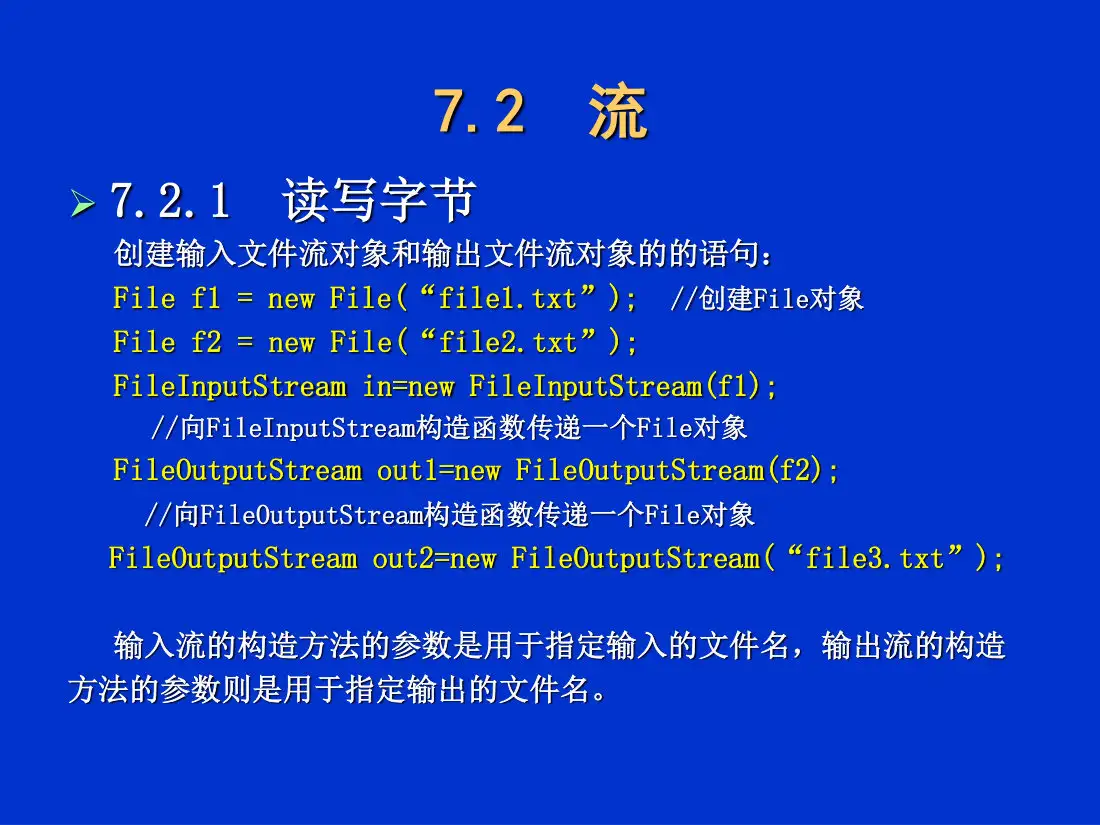 7.2 流
7.2.1 读写字节
创建输入文件流对象和输出文件流对象的的语句：
File f1 = new File(“file1.txt”); //创建File对象
File f2 = new File(“file2.txt”);
FileInputStream in=new FileInputStream(f1);
//向FileInputStream构造函数传递一个File对象
FileOutputStream out1=new FileOutputStream(f2);
//向FileOutputStream构造函数传递一个File对象
FileOutputStream out2=new FileOutputStream(“file3.txt”);
输入流的构造方法的参数是用于指定输入的文件名，输出流的构造
方法的参数则是用于指定输出的文件名。